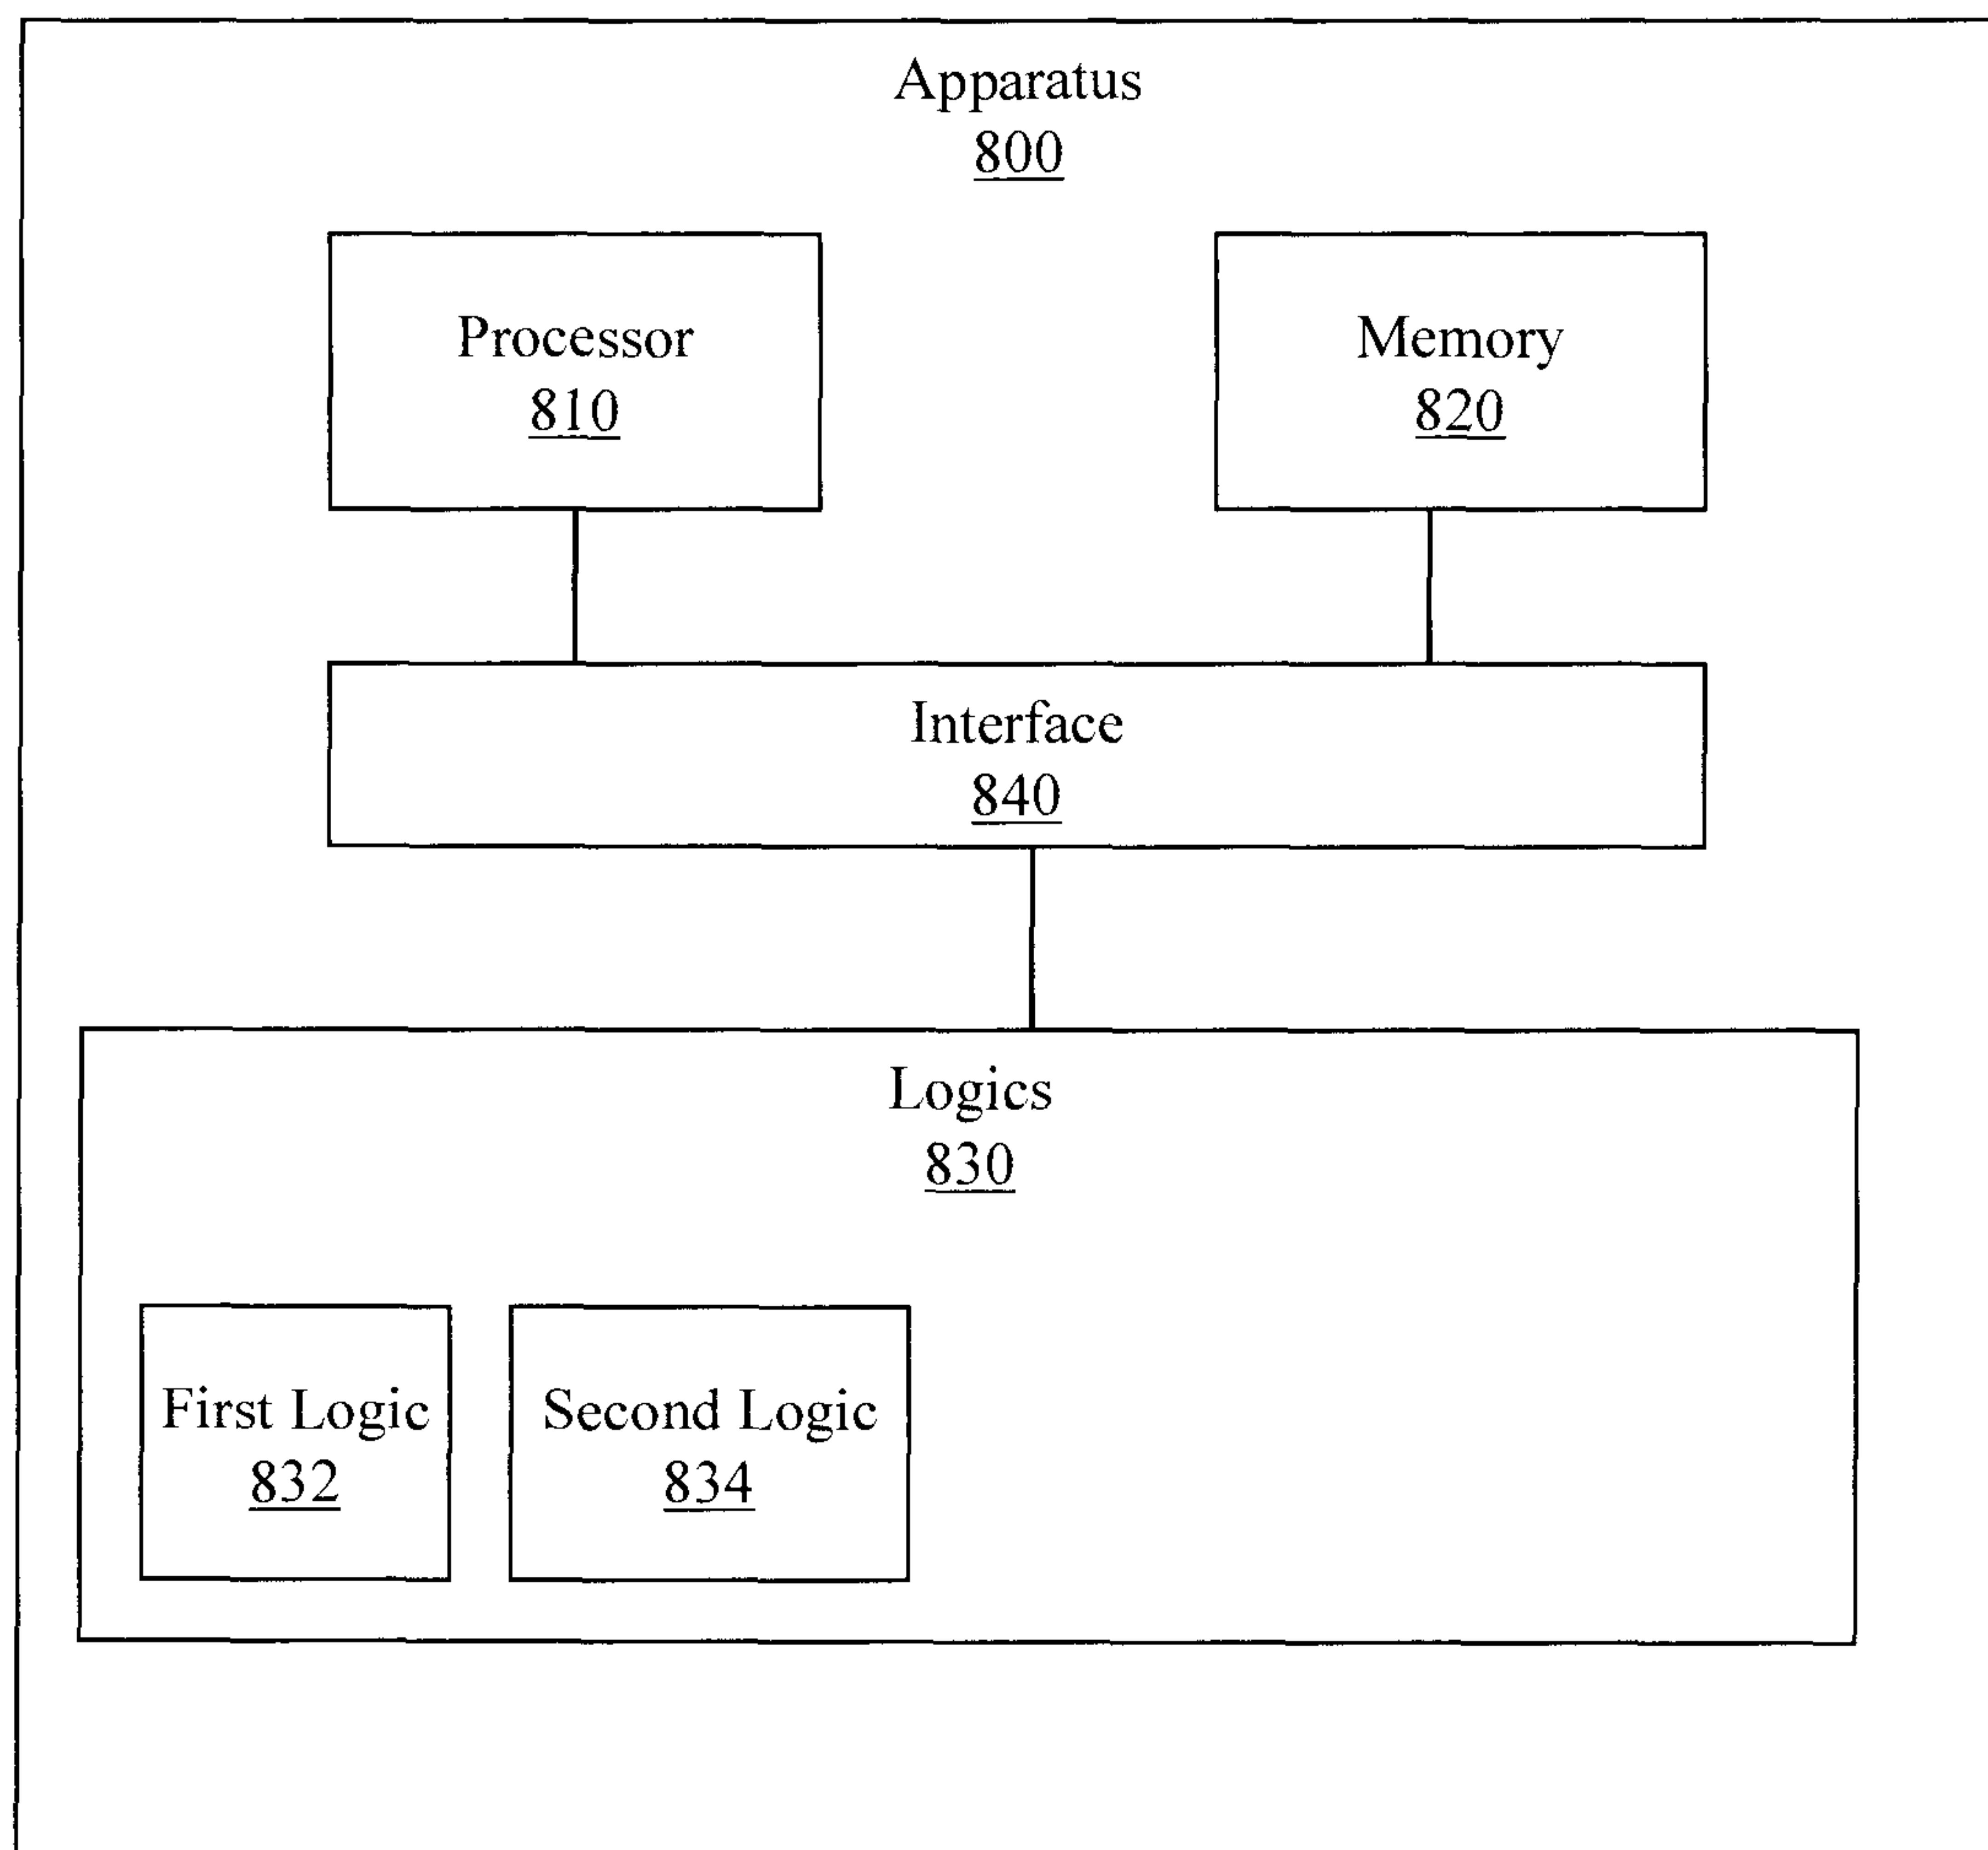 Apparatus
800
Processor
810
Memory
820
Interface
840
Logics
830
First Logic
832
Second Logic
834